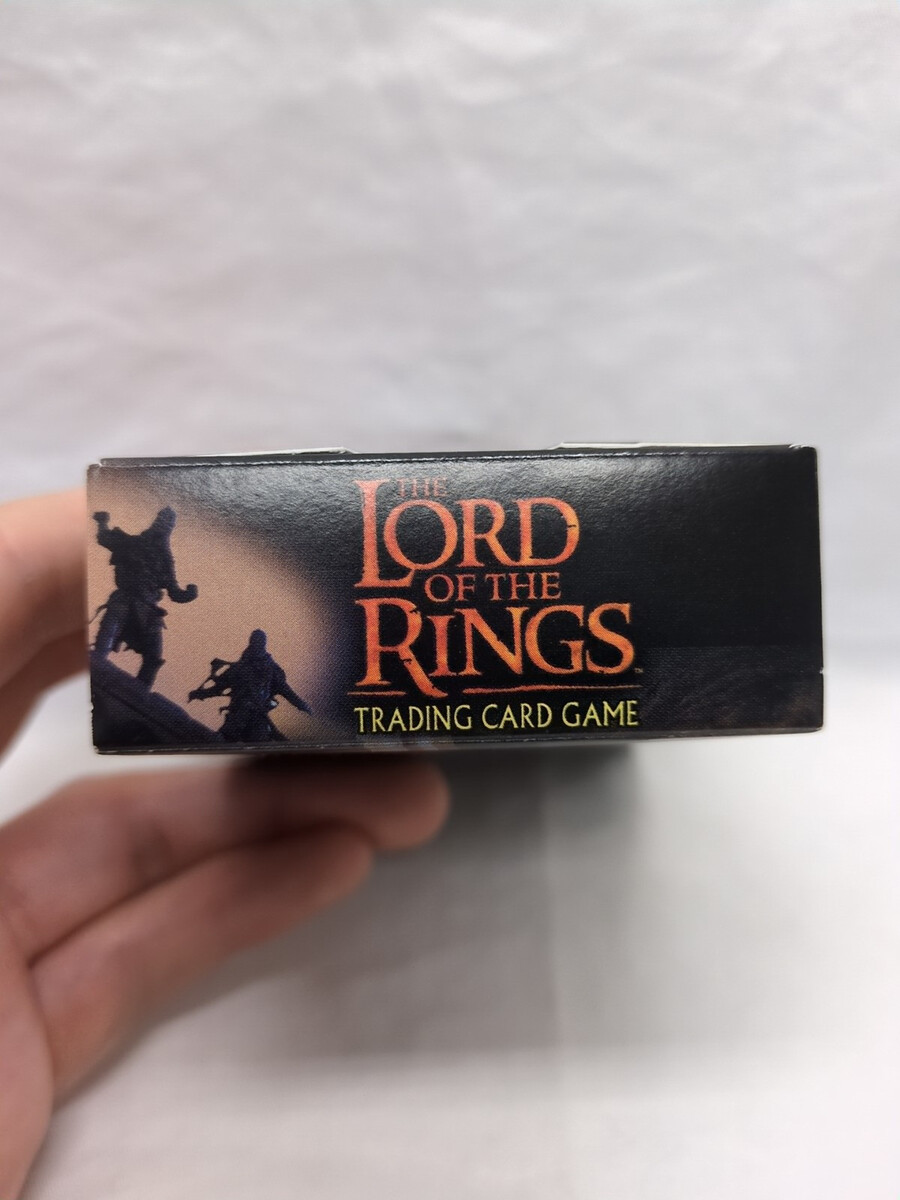 THE
LORD
OF THE
RINGS
TRADING CARD GAME